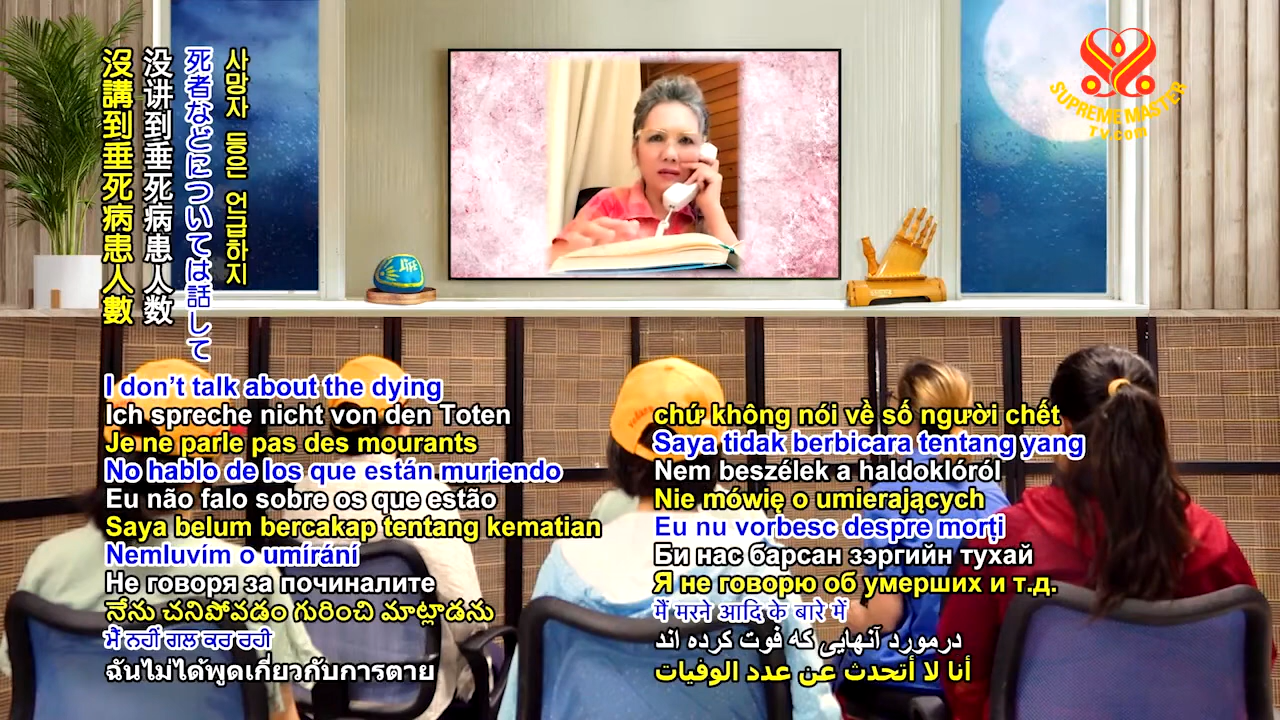 沒講到垂死病患人數
没讲到垂死病患人数
死者などについては話して
사망자 등은 언급하지
SUPREME MASTER
TV.com
LIFE
I don’t talk about the dying
Ich spreche nicht von den Toten
Je ne parle pas des mourants
No hablo de los que están muriendo
Eu não falo sobre os que estão
Saya belum bercakap tentang kematian
Nemluvím o umírání
Не говоря за починалите
నేను చనిపోవడం గురించి మాట్లాడను
ਮੈਂ ਨਹੀਂ ਗਲ ਕਰ ਰਹੀ
ฉันไม่ได้พูดเกี่ยวกับการตาย
chứ không nói về số người chết
Saya tidak berbicara tentang yang
Nem beszélek a haldoklóról
Nie mówię o umierających
Eu nu vorbesc despre morți
Би нас барсан зэргийн тухай
Я не говорю об умерших и т.д.
मैं मरने आदि के बारे में
درمورد آنهایی که فوت کرده اند
أنا لا أتحدث عن عدد الوفيات